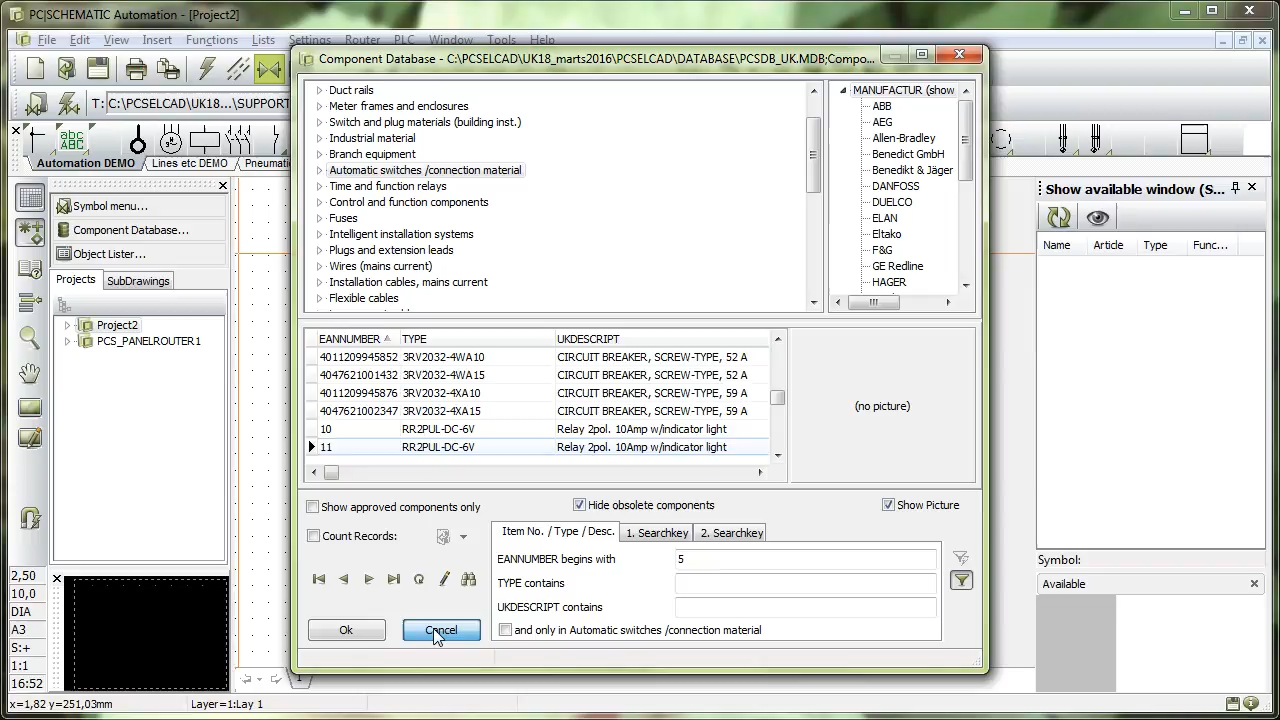 PC|SCHEMATIC Automation - [Project2]
File Edit View Insert Functions Lists Settings Router PLC Window Tools Help
T: C:\PCSELCAD\UK18...\SUPPORT
abc
ABC
Automation DEMO Lines etc DEMO Pneumati
Symbol menu...
Component Database...
Object Lister...
Projects SubDrawings
Project2
PCS_PANELROUTER1
2,50
10,0
DIA
A3
S:+
1:1
16:52
x=1,82 y=251,03mm Layer=1:Lay 1
1
Component Database - C:\PCSELCAD\UK18_marts2016\PCSELCAD\DATABASE\PCSDB_UK.MDB;Compo...
Duct rails
Meter frames and enclosures
Switch and plug materials (building inst.)
Industrial material
Branch equipment
Automatic switches /connection material
Time and function relays
Control and function components
Fuses
Intelligent installation systems
Plugs and extension leads
Wires (mains current)
Installation cables, mains current
Flexible cables
MANUFACTUR (show
ABB
AEG
Allen-Bradley
Benedict GmbH
Benedikt & Jäger
DANFOSS
DUELCO
ELAN
Eltako
F&G
GE Redline
HAGER
EANNUMBER TYPE UKDESCRIPT
4011209945852 3RV2032-4WA10 CIRCUIT BREAKER, SCREW-TYPE, 52 A
4047621001432 3RV2032-4WA15 CIRCUIT BREAKER, SCREW-TYPE, 52 A
4011209945876 3RV2032-4XA10 CIRCUIT BREAKER, SCREW-TYPE, 59 A
4047621002347 3RV2032-4XA15 CIRCUIT BREAKER, SCREW-TYPE, 59 A
10 RR2PUL-DC-6V Relay 2pol. 10Amp w/indicator light
11 RR2PUL-DC-6V Relay 2pol. 10Amp w/indicator light
(no picture)
Show approved components only Hide obsolete components Show Picture
Count Records:
Item No. / Type / Desc. 1. Searchkey 2. Searchkey
EANNUMBER begins with 5
TYPE contains
UKDESCRIPT contains
and only in Automatic switches /connection material
Ok Cancel
Show available window (S...
Name Article Type Func...
Symbol:
Available